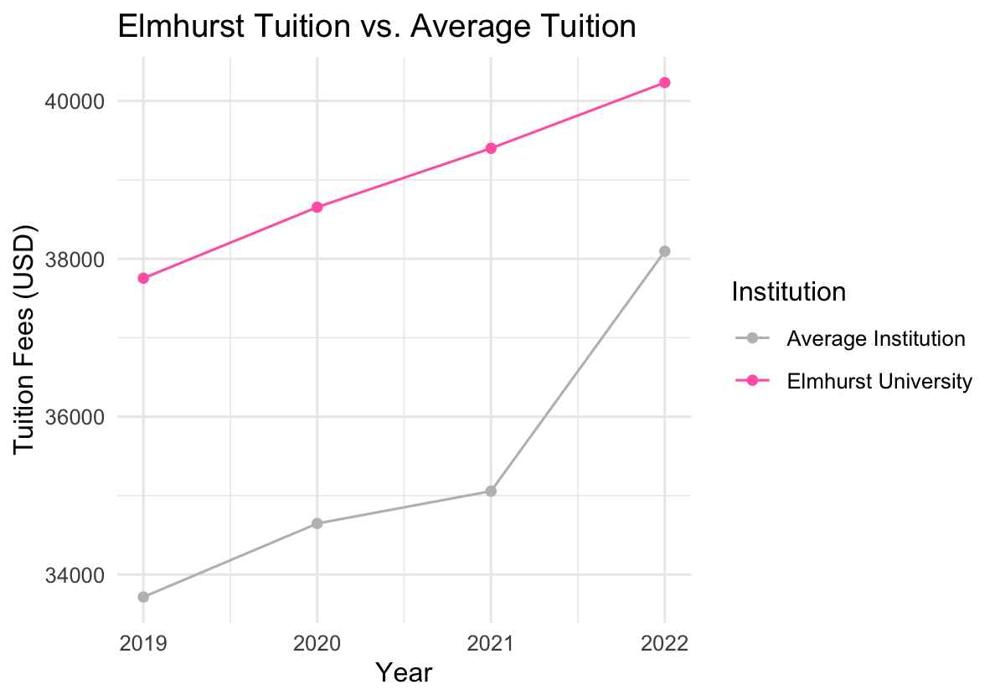 Elmhurst Tuition vs. Average Tuition
40000
38000
36000
34000
Tuition Fees (USD)
2019 2020 2021 2022
Year
Institution
Average Institution
Elmhurst University